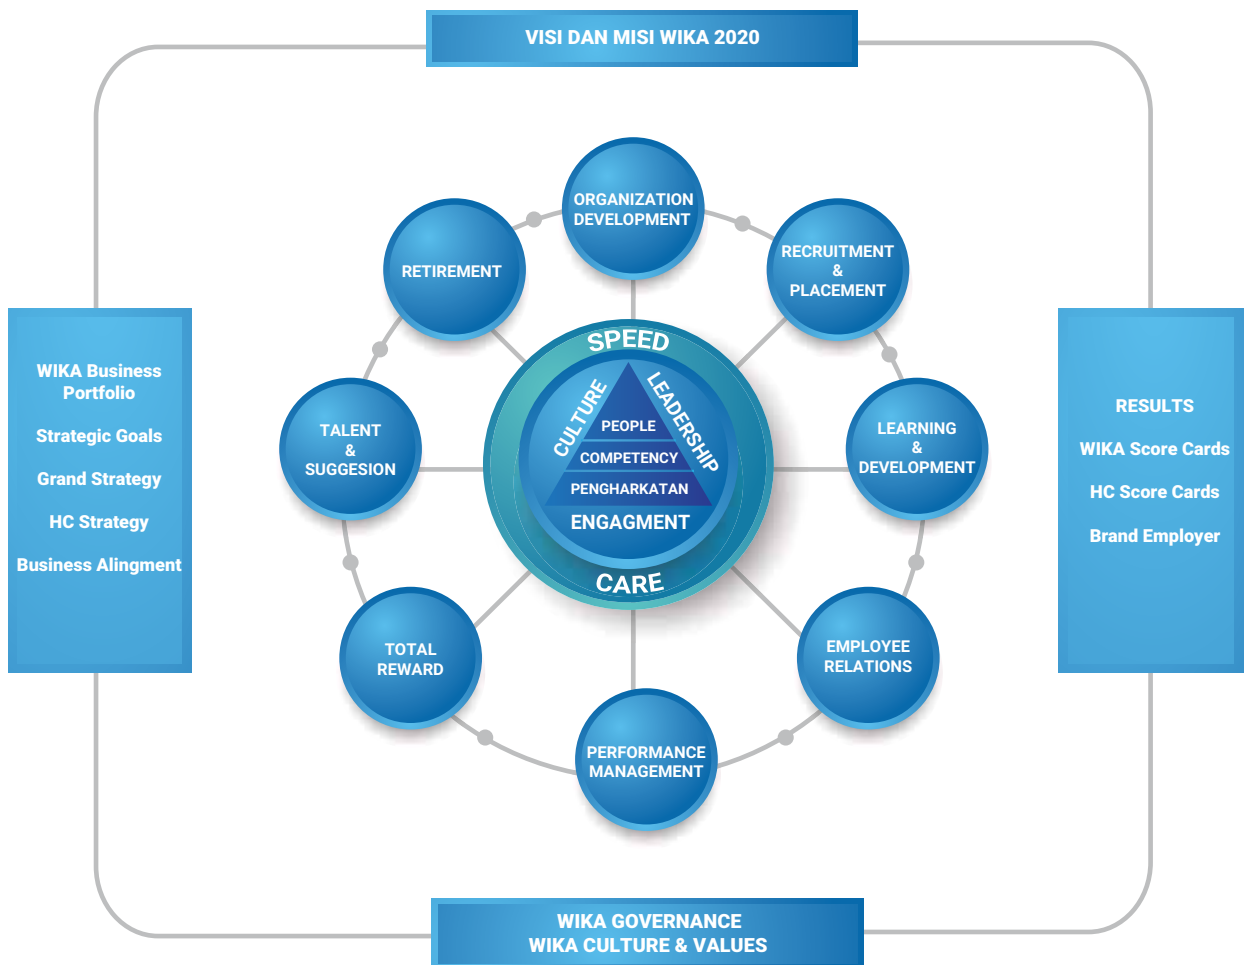 VISI DAN MISI WIKA 2020
ORGANIZATION
DEVELOPMENT
RECRUITMENT
&
PLACEMENT
RETIREMENT
WIKA Business
Portfolio
Strategic Goals
Grand Strategy
HC Strategy
Business Alingment
TALENT
&
SUGGESION
SPEED
CULTURE
LEADERSHIP
PEOPLE
COMPETENCY
PENGHARKATAN
ENGAGMENT
CARE
LEARNING
&
DEVELOPMENT
RESULTS
WIKA Score Cards
HC Score Cards
Brand Employer
TOTAL
REWARD
EMPLOYEE
RELATIONS
PERFORMANCE
MANAGEMENT
WIKA GOVERNANCE
WIKA CULTURE & VALUES